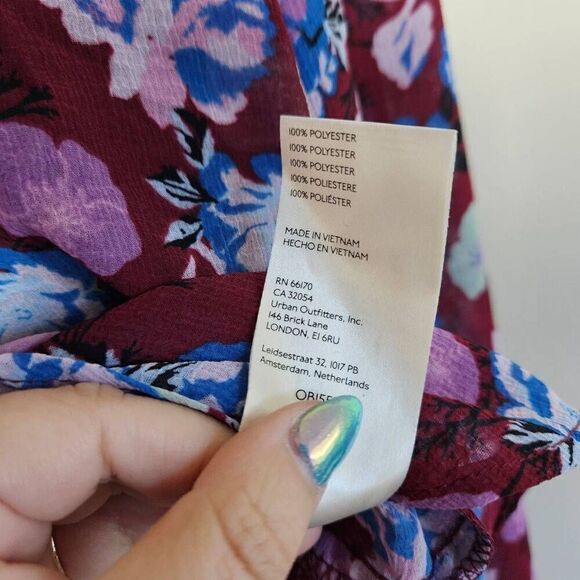 100% POLYESTER
100% POLYESTER
100% POLYESTER
100% POLIESTERE
100% POLIÉSTER
MADE IN VIETNAM
HECHO EN VIETNAM
RN 66170
CA 32054
Urban Outfitters, Inc.
146 Brick Lane
LONDON, E1 6RU
Leidsestraat 32, 1017 PB
Amsterdam, Netherlands